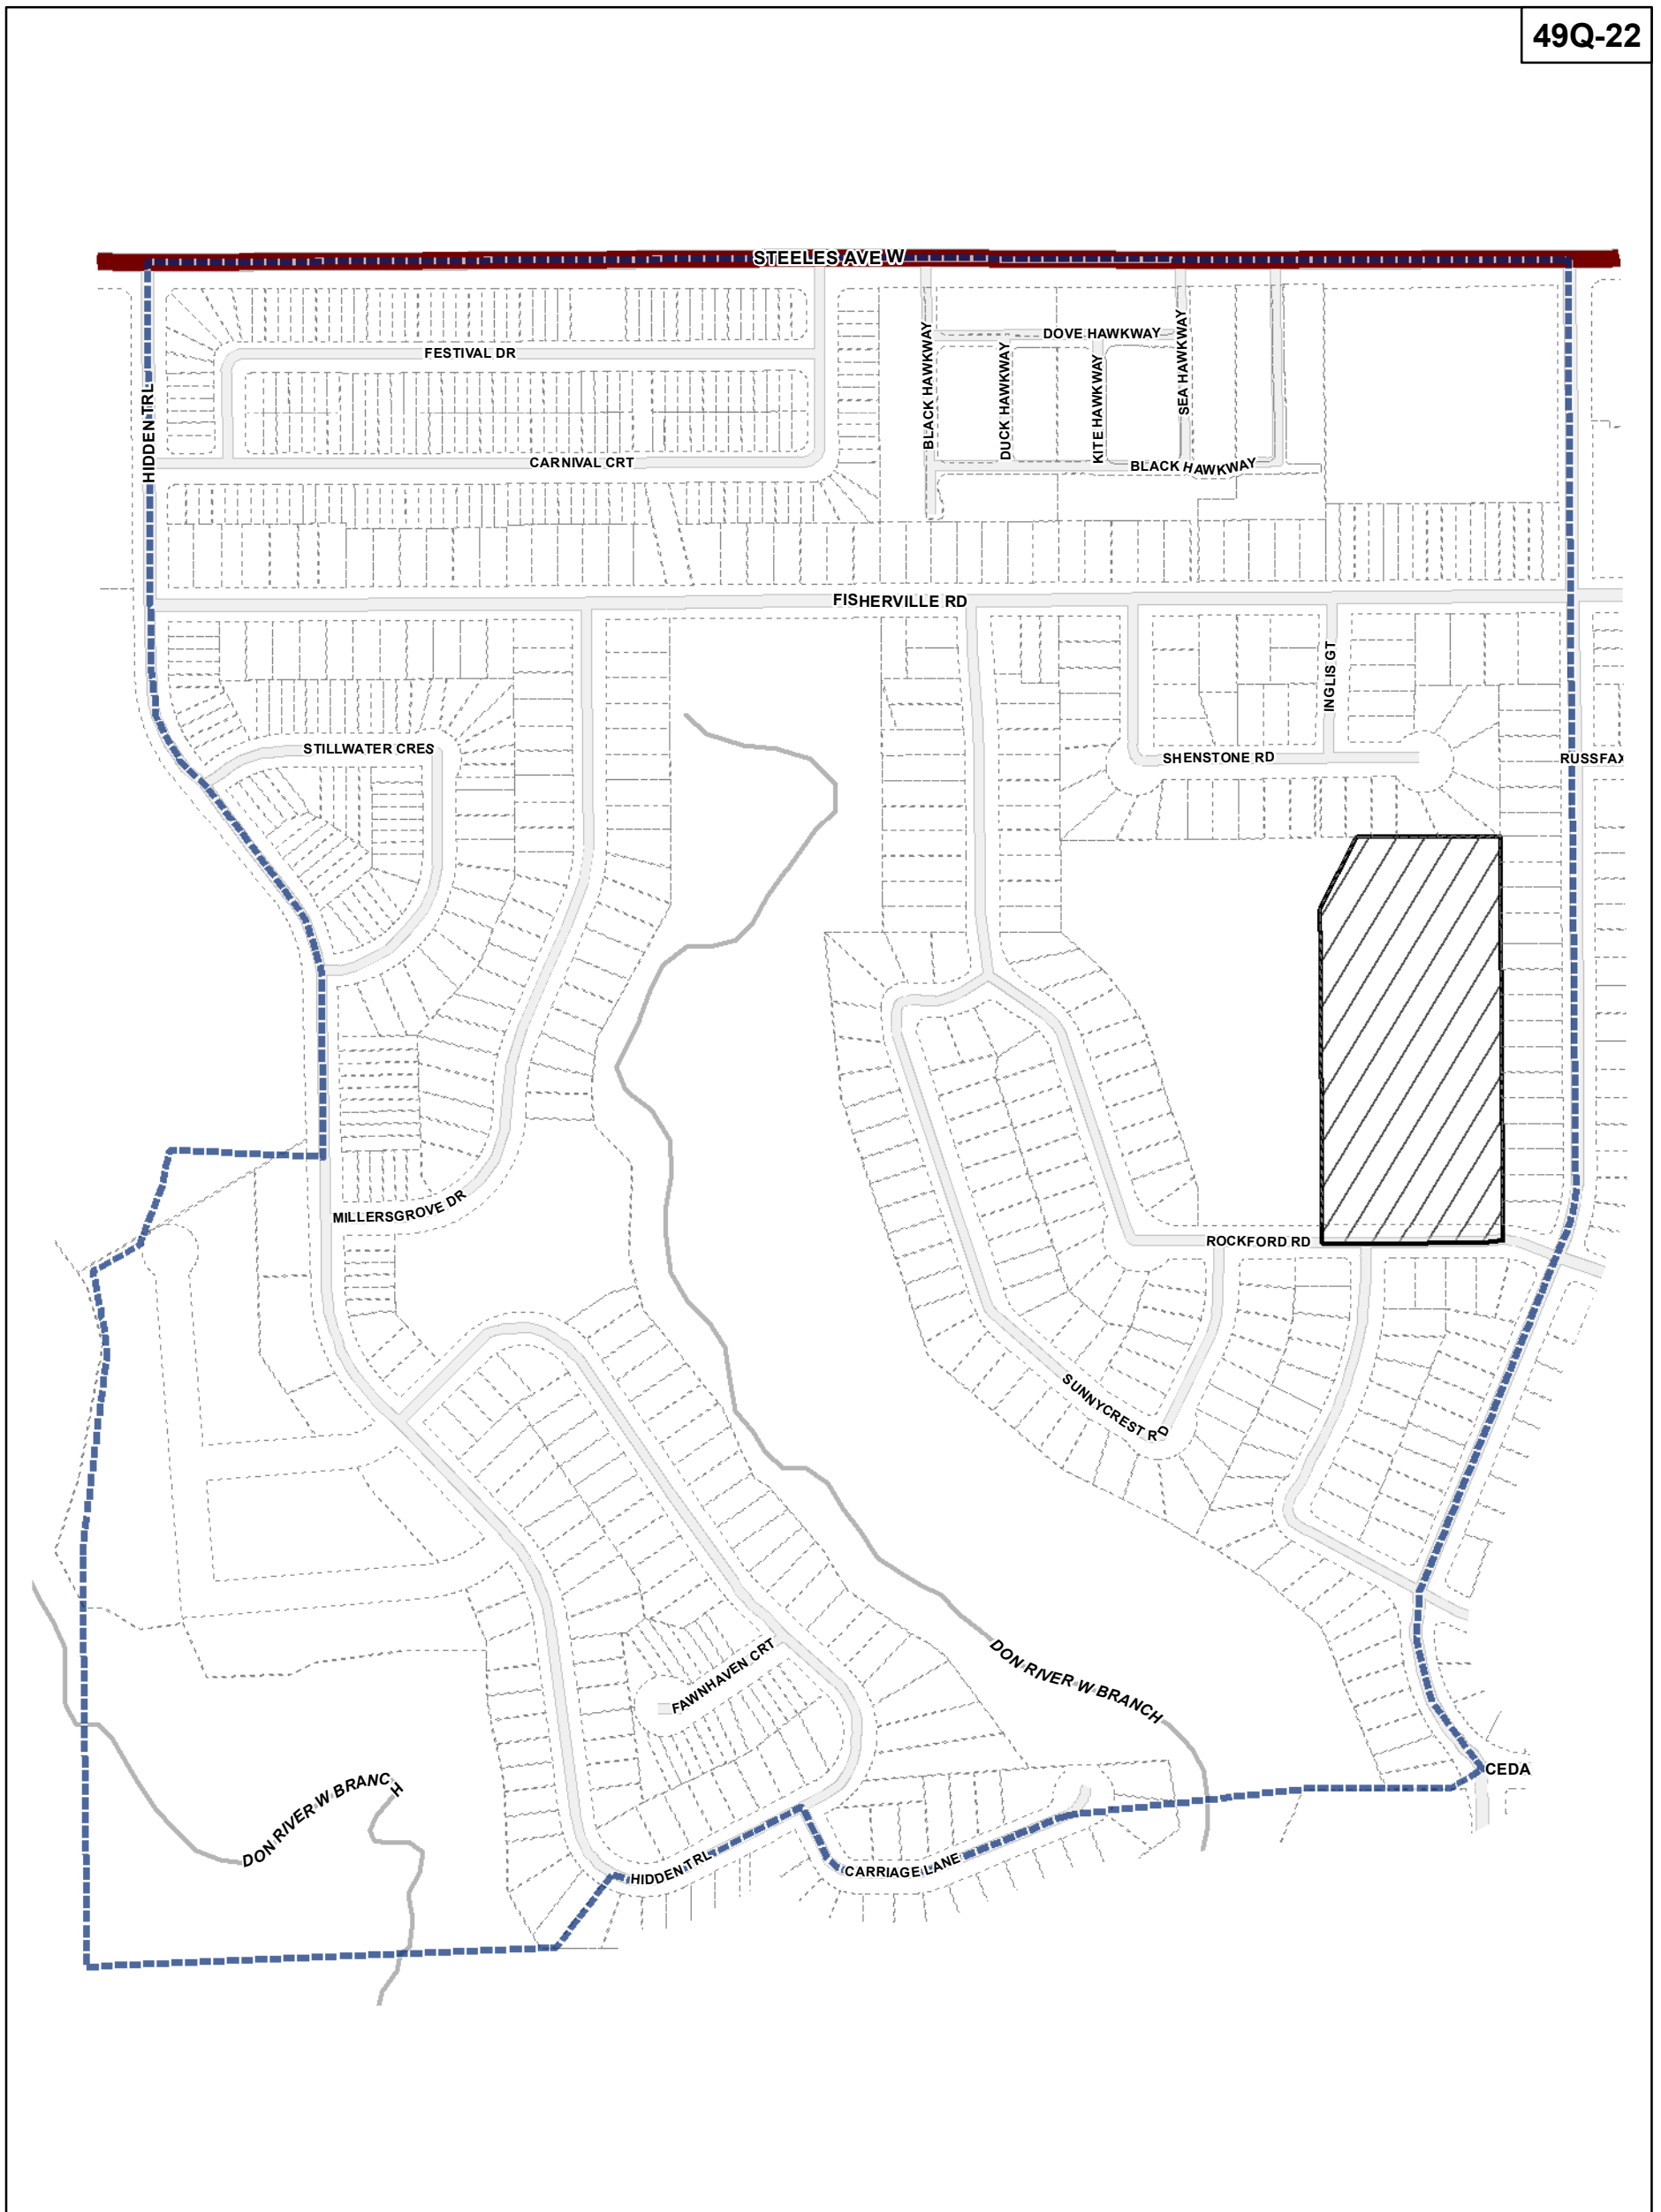 49Q-22
STEELES AVE W
DOVE HAWKWAY
FESTIVAL DR
HIDDEN TRL
BLACK HAWKWAY
DUCK HAWKWAY
KITE HAWKWAY
SEA HAWKWAY
CARNIVAL CRT
BLACK HAWKWAY
FISHERVILLE RD
INGLIS GT
STILLWATER CRES
SHENSTONE RD
RUSSFAX
MILLERSGROVE DR
ROCKFORD RD
SUNNYCREST RD
FAWNHAVEN CRT
DON RIVER W BRANCH
CEDA
DON RIVER W BRANCH
HIDDEN TRL
CARRIAGE LANE